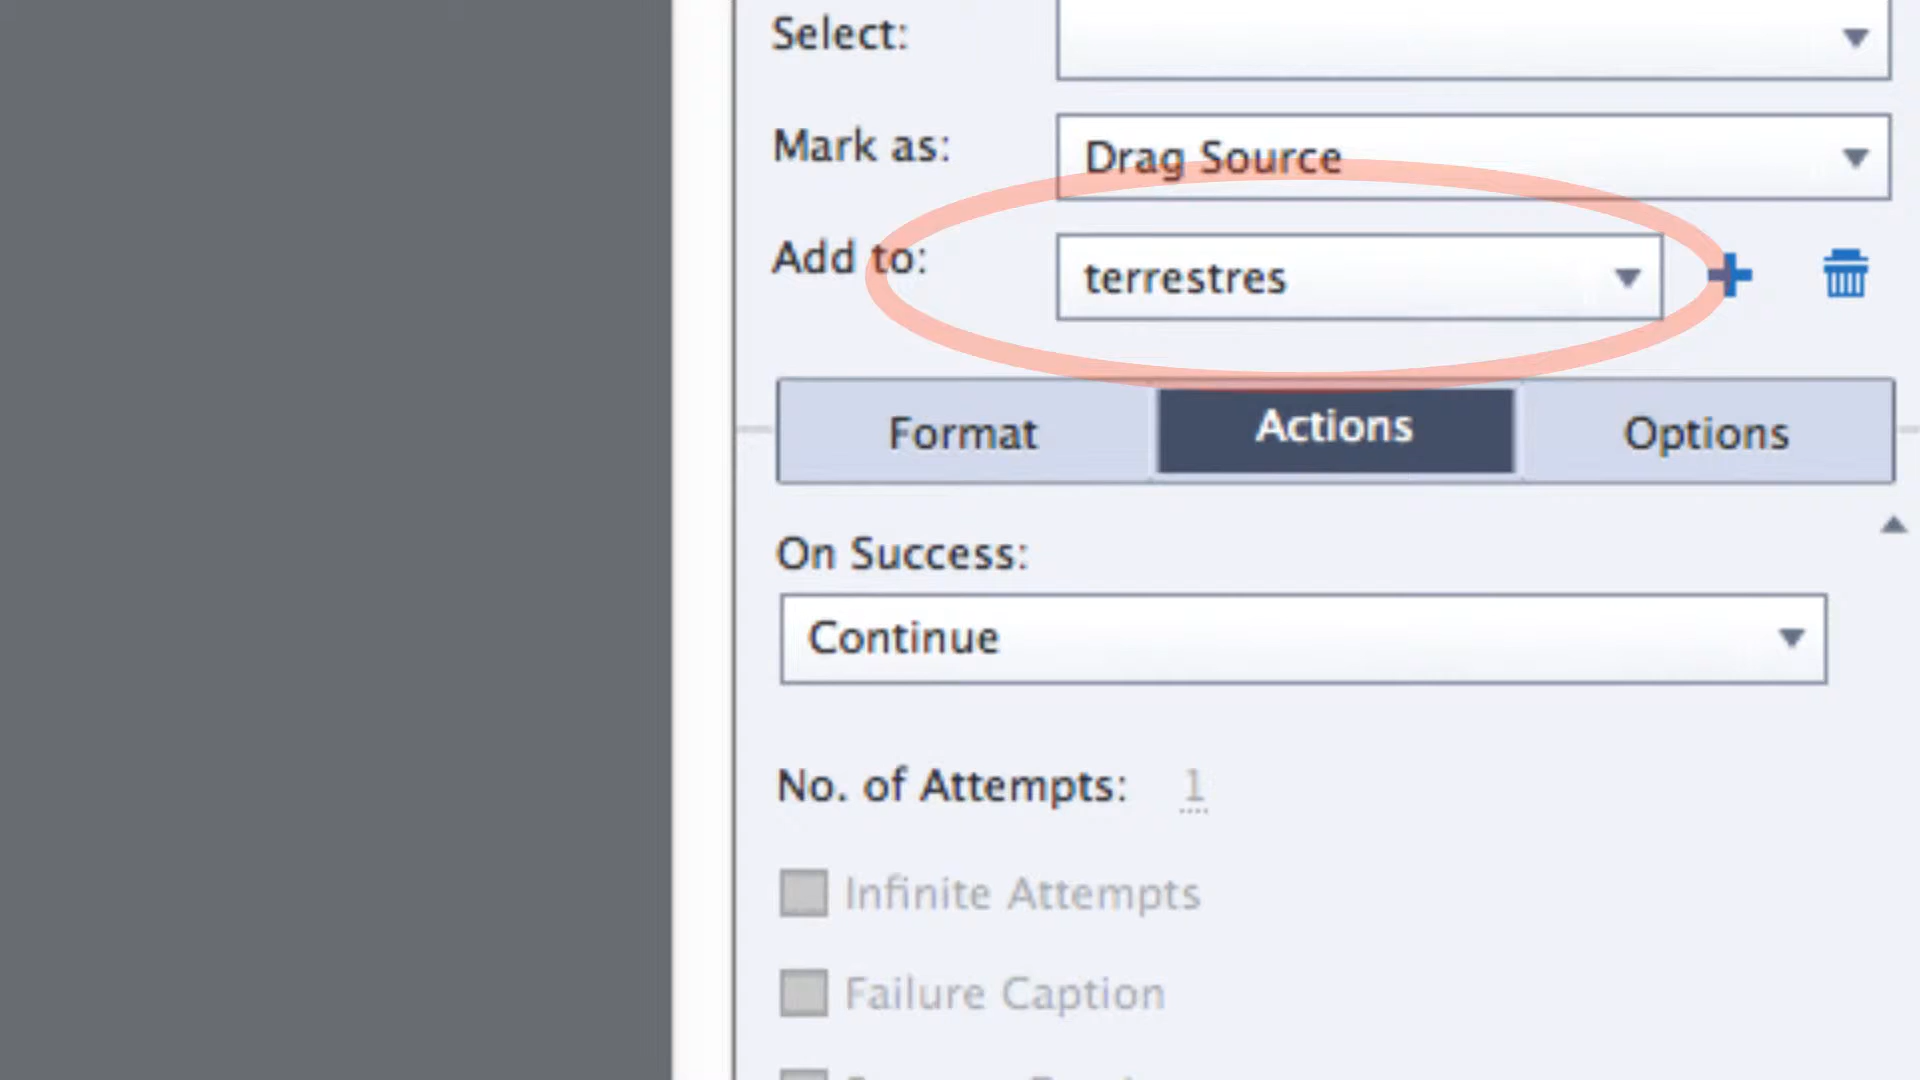 Select:
Mark as: Drag Source
Add to: terrestres
Format Actions Options
On Success:
Continue
No. of Attempts: 1
Infinite Attempts
Failure Caption